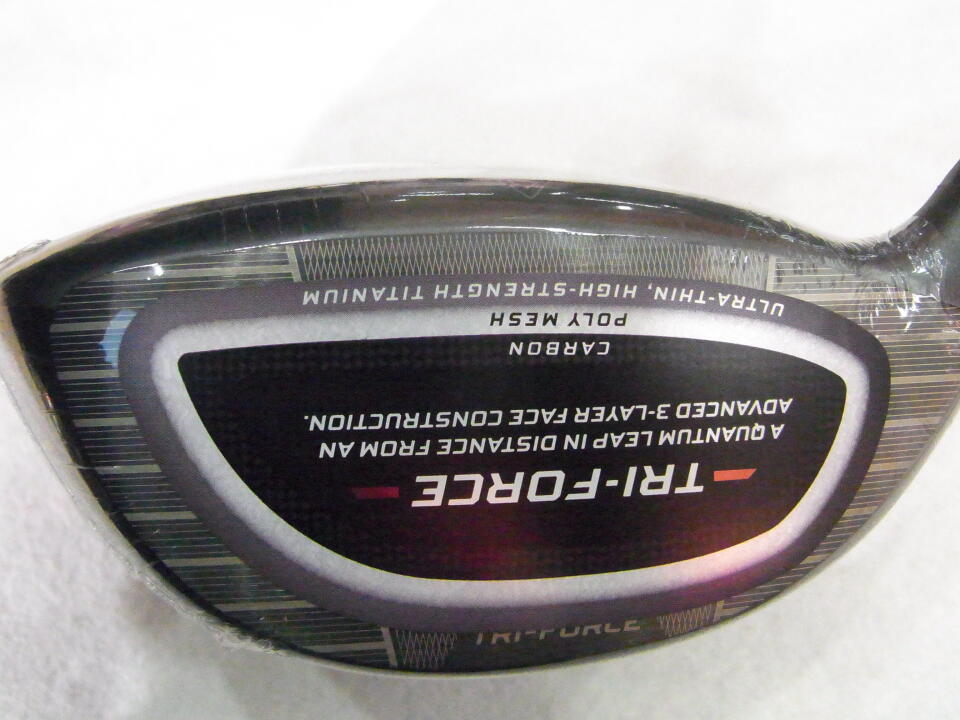 TRI-FORCE
TRI-FORCE
A QUANTUM LEAP IN DISTANCE FROM AN
ADVANCED 3-LAYER FACE CONSTRUCTION.
CARBON
POLY MESH
ULTRA-THIN, HIGH-STRENGTH TITANIUM